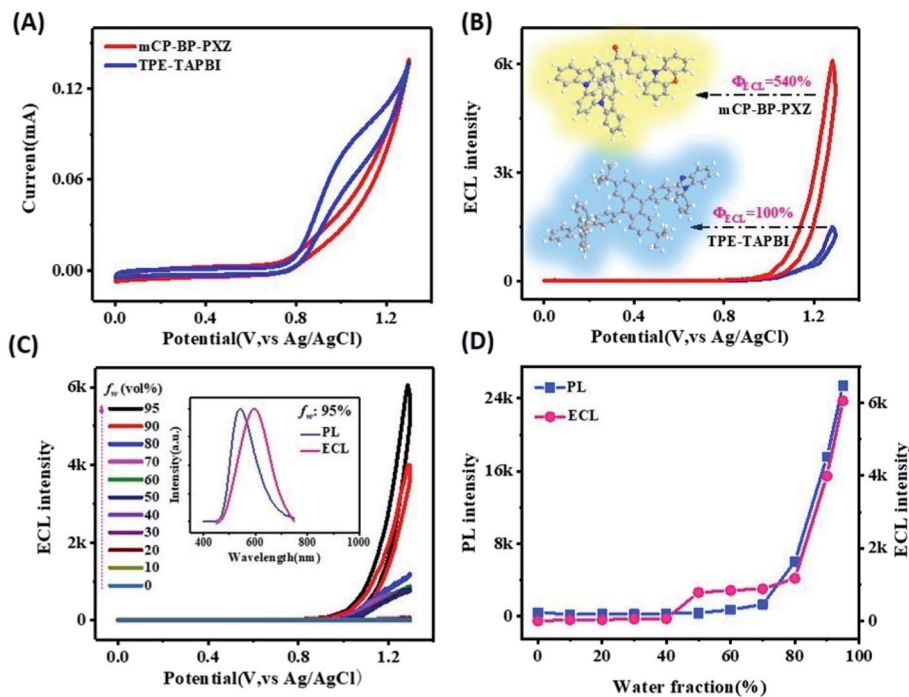 (A)
mCP-BP-PXZ
TPE-TAPBI
Current(mA)
0.12
0.06
0.00
0.0 0.4 0.8 1.2
Potential(V,vs Ag/AgCl)
(B)
ECL intensity
6k
3k
0
Φ_ECL=540%
mCP-BP-PXZ
Φ_ECL=100%
TPE-TAPBI
0.0 0.4 0.8 1.2
Potential(V,vs Ag/AgCl)
(C)
ECL intensity
6k
4k
2k
0
f_w (vol%)
95
90
80
70
60
50
40
30
20
10
0
Intensity(a.u.)
f_w: 95%
PL
ECL
400 600 800 1000
Wavelength(nm)
0.0 0.4 0.8 1.2
Potential(V,vs Ag/AgCl)
(D)
PL
ECL
PL intensity
24k
16k
8k
0
6k
4k
2k
0
ECL intensity
0 20 40 60 80 100
Water fraction(%)